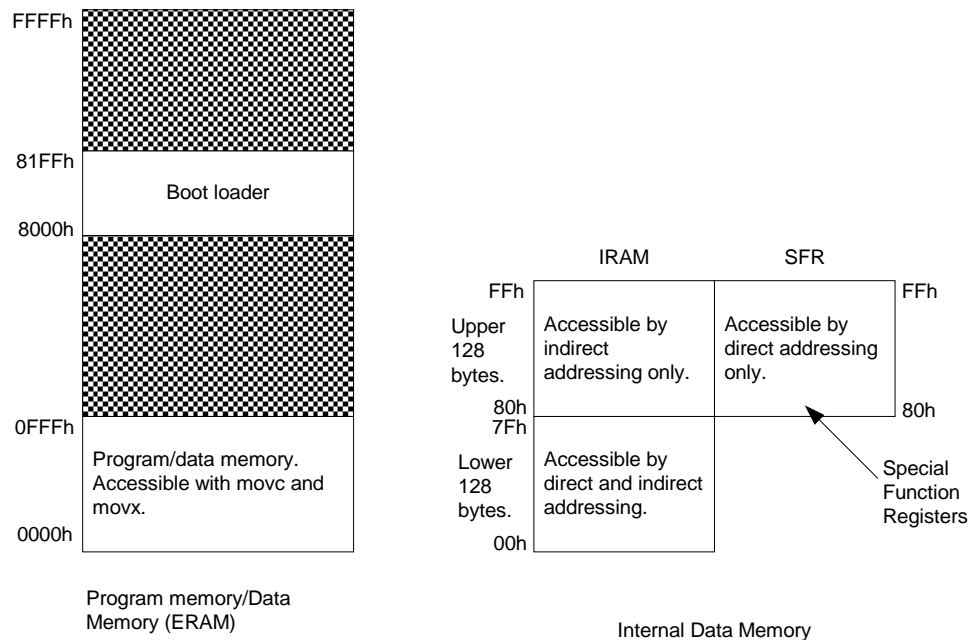 FFFFh
81FFh
Boot loader
8000h
0FFFh
Program/data memory.
Accessible with movc and
movx.
0000h
Program memory/Data
Memory (ERAM)
IRAM
SFR
FFh
FFh
Upper
128
bytes.
Accessible by
indirect
addressing only.
Accessible by
direct addressing
only.
80h
80h
7Fh
Lower
128
bytes.
Accessible by
direct and indirect
addressing.
00h
Special
Function
Registers
Internal Data Memory